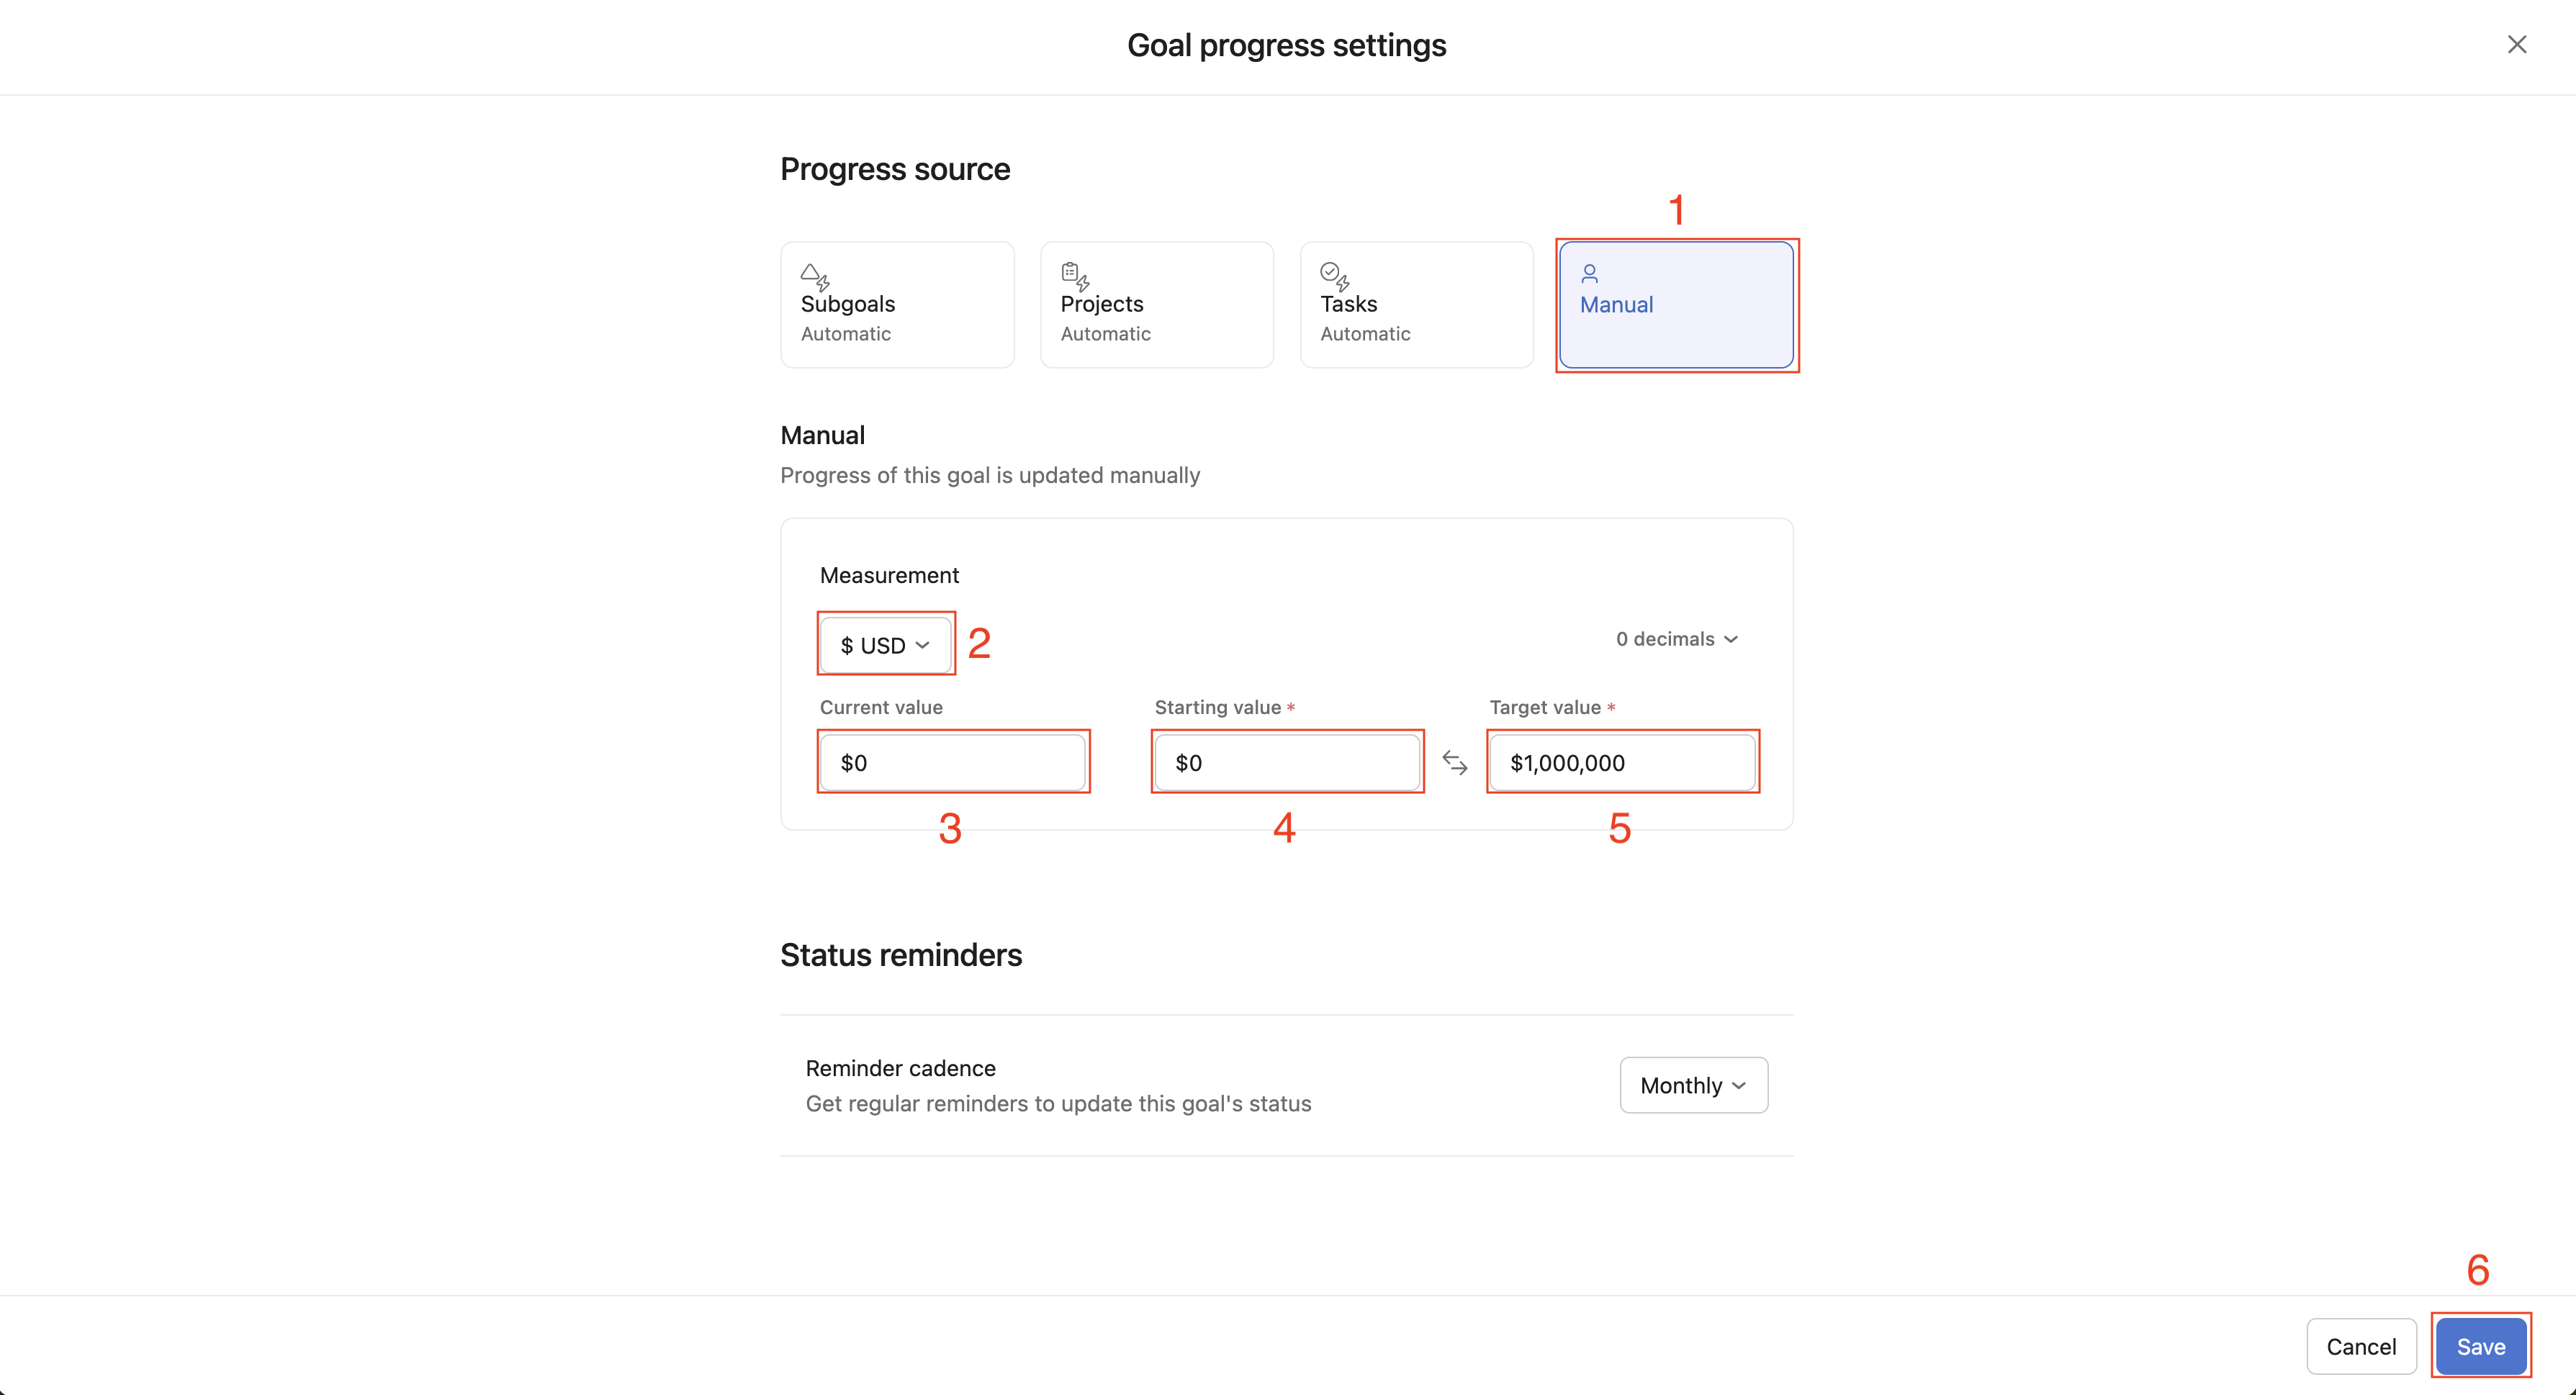 Goal progress settings
Progress source
1
Subgoals
Automatic
Projects
Automatic
Tasks
Automatic
Manual
Manual
Progress of this goal is updated manually
Measurement
$ USD
2
0 decimals
Current value
Starting value *
Target value *
$0
$0
$1,000,000
3
4
5
Status reminders
Reminder cadence
Get regular reminders to update this goal's status
Monthly
6
Cancel
Save